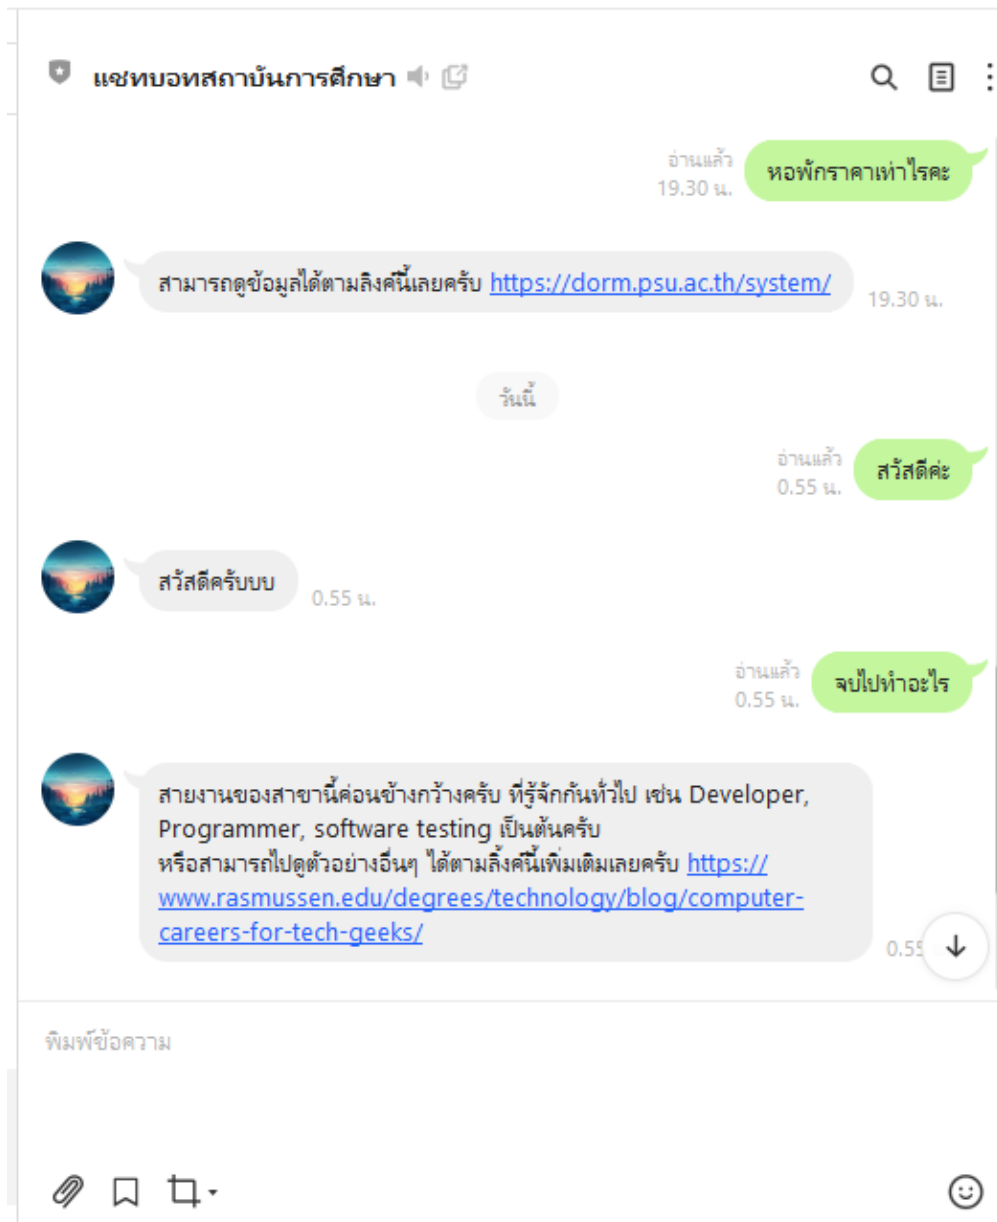 แชทบอทสถาบันการศึกษา
อ่านแล้ว
19.30 น.
หอพักราคาเท่าไรคะ
สามารถดูข้อมูลได้ตามลิงค์นี้เลยครับ https://dorm.psu.ac.th/system/
19.30 น.
วันนี้
อ่านแล้ว
0.55 น.
สวัสดีค่ะ
สวัสดีครับบบ
0.55 น.
อ่านแล้ว
0.55 น.
จบไปทำอะไร
สายงานของสาขานี้ค่อนข้างกว้างครับ ที่รู้จักกันทั่วไป เช่น Developer,
Programmer, software testing เป็นต้นครับ
หรือสามารถไปดูตัวอย่างอื่นๆ ได้ตามลิ้งค์นี้เพิ่มเติมเลยครับ https://
www.rasmussen.edu/degrees/technology/blog/computer-
careers-for-tech-geeks/
0.55
พิมพ์ข้อความ